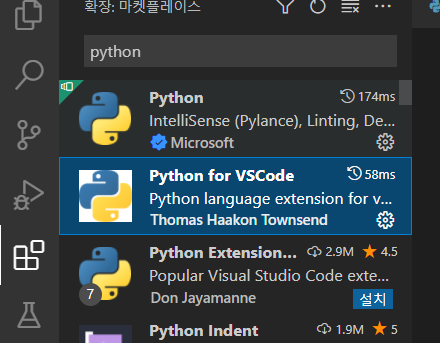 확장: 마켓플레이스
python
Python 174ms
IntelliSense (Pylance), Linting, De...
Microsoft
Python for VSCode 58ms
Python language extension for v...
Thomas Haakon Townsend
Python Extension... 2.9M 4.5
Popular Visual Studio Code exte...
7 Don Jayamanne 설치
Python Indent 1.9M 5